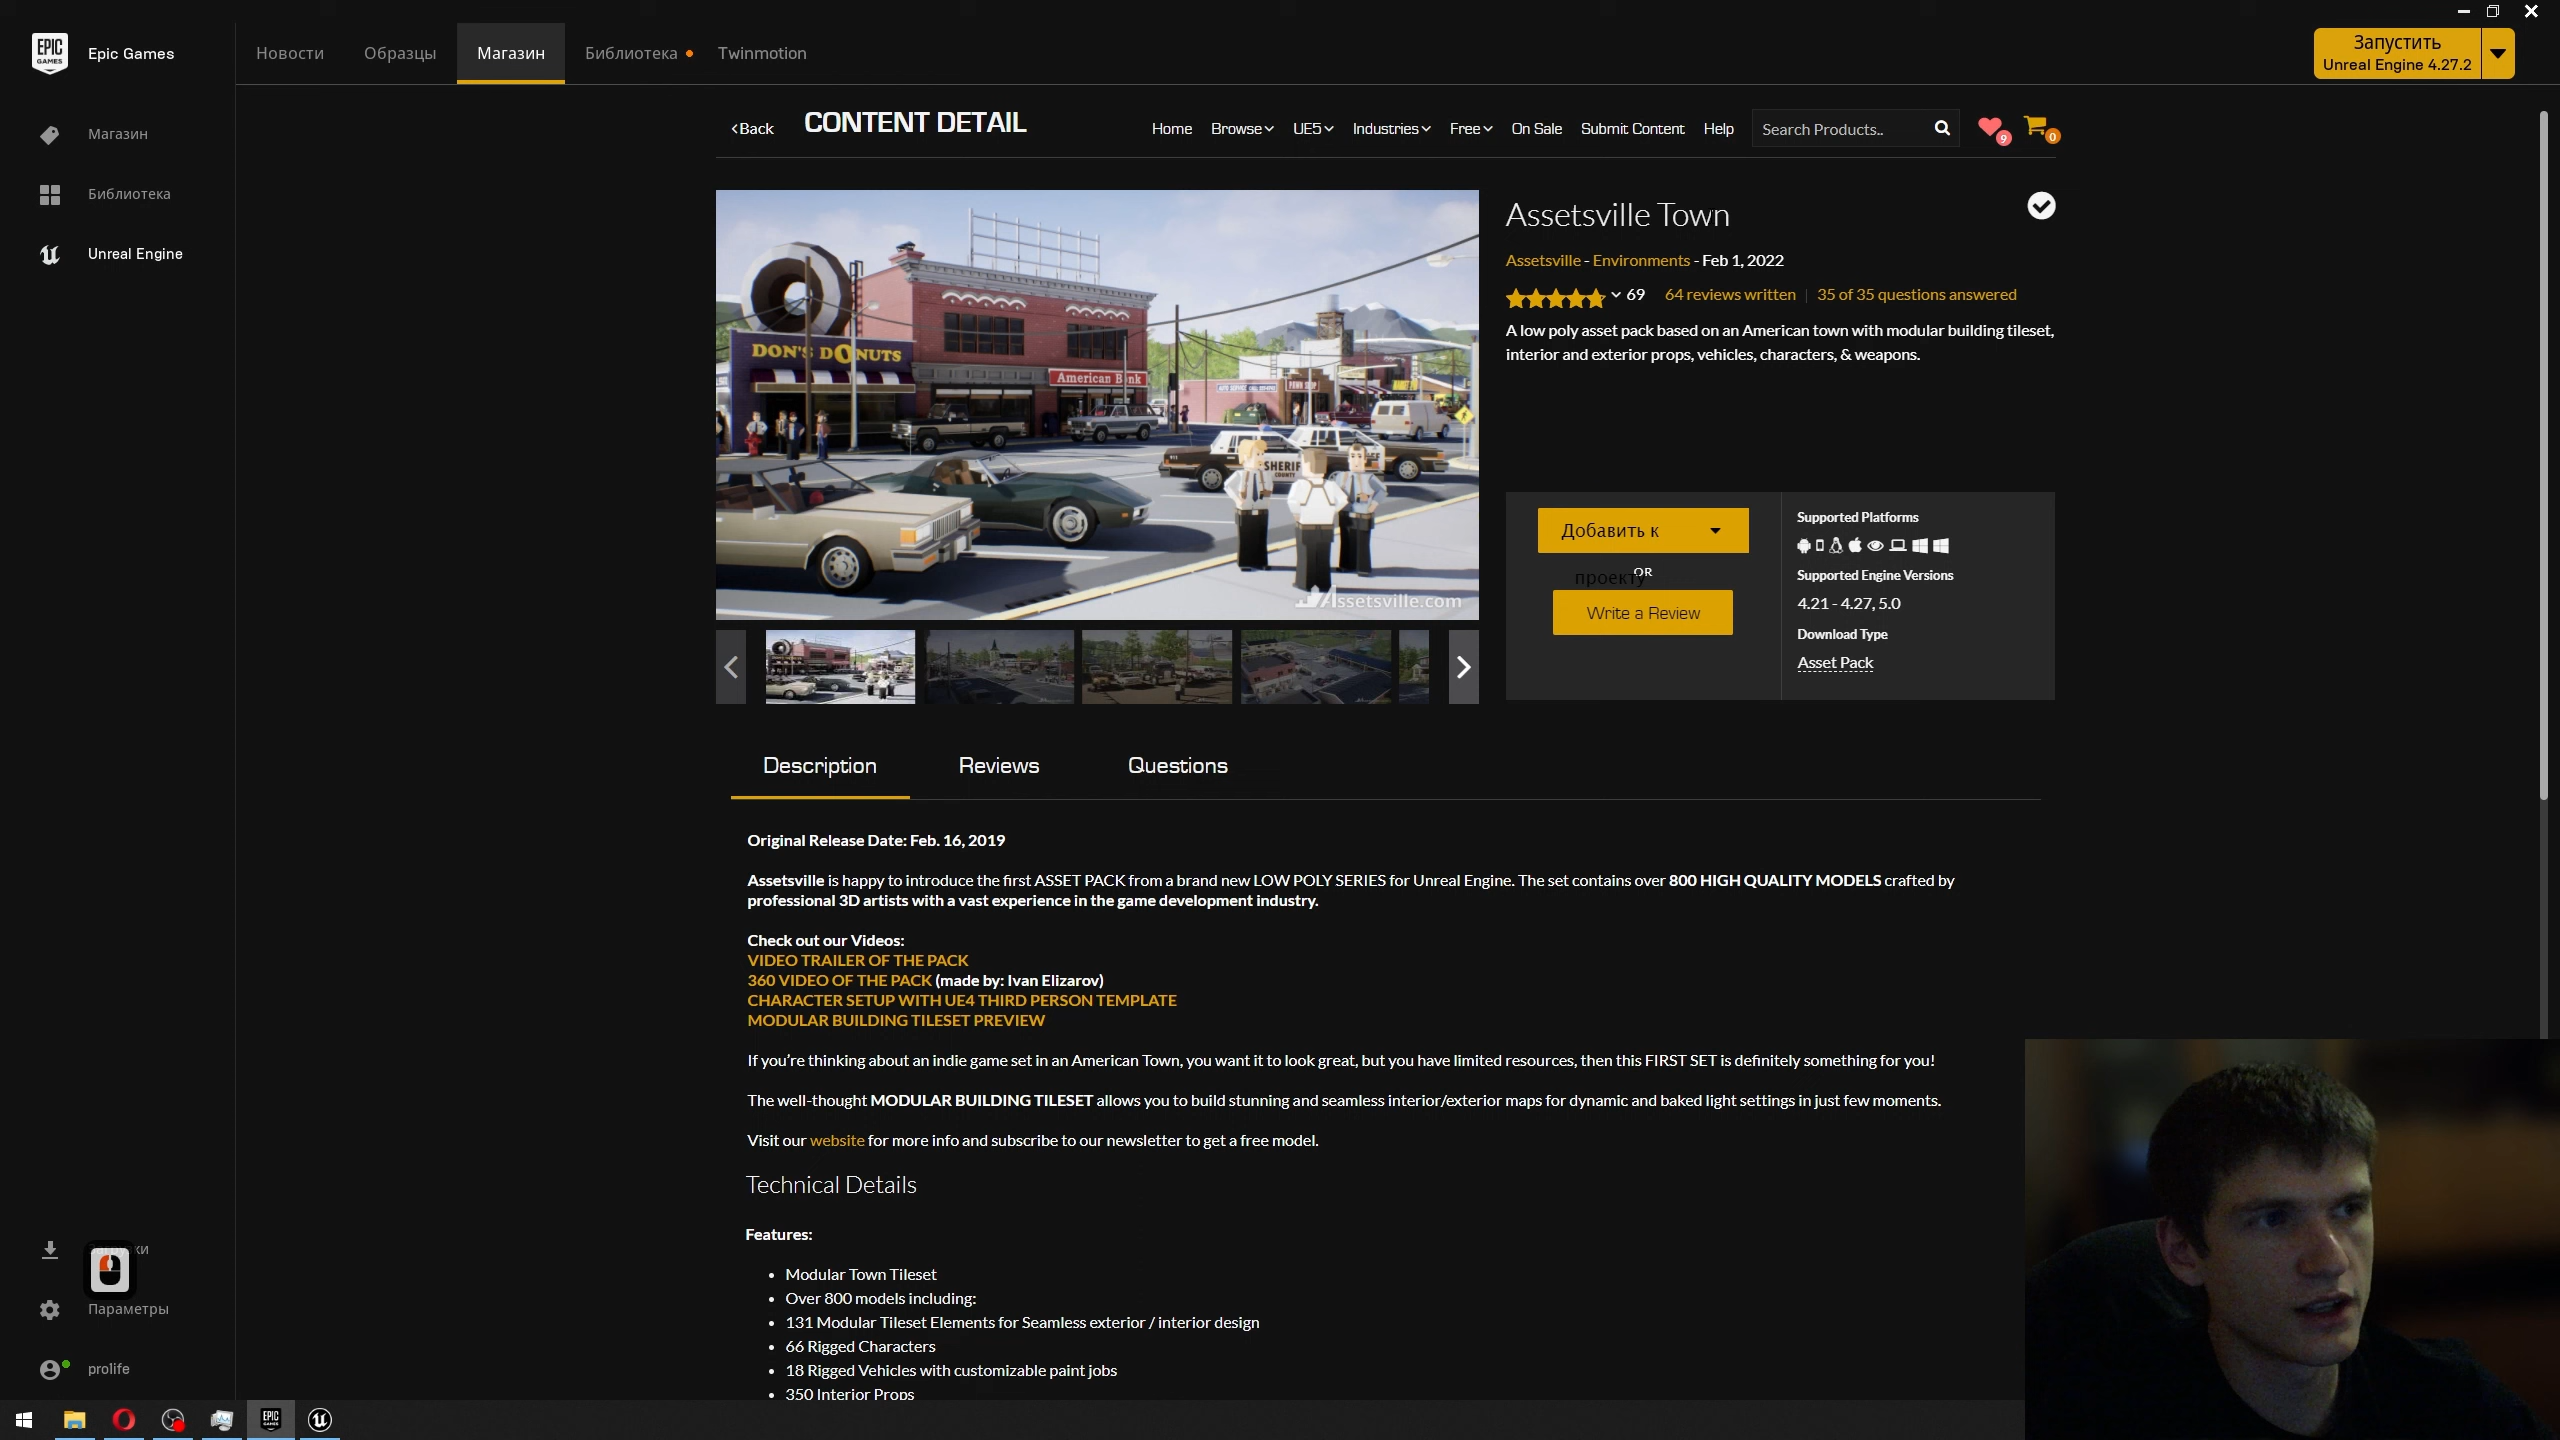 EPIC GAMES
Epic Games
Новости
Образцы
Магазин
Библиотека
Twinmotion
Запустить
Unreal Engine 4.27.2
Магазин
Библиотека
Unreal Engine
Back
CONTENT DETAIL
Home
Browse
UE5
Industries
Free
On Sale
Submit Content
Help
Search Products..
9
0
DON'S DONUTS
American Bank
SHERIFF
COUNTY
PAWN SHOP
Assetsville.com
Assetsville Town
Assetsville - Environments - Feb 1, 2022
69
64 reviews written
35 of 35 questions answered
A low poly asset pack based on an American town with modular building tileset,
interior and exterior props, vehicles, characters, & weapons.
Добавить к
проекту
OR
Write a Review
Supported Platforms
Supported Engine Versions
4.21 - 4.27, 5.0
Download Type
Asset Pack
Description
Reviews
Questions
Original Release Date: Feb. 16, 2019
Assetsville is happy to introduce the first ASSET PACK from a brand new LOW POLY SERIES for Unreal Engine. The set contains over 800 HIGH QUALITY MODELS crafted by
professional 3D artists with a vast experience in the game development industry.
Check out our Videos:
VIDEO TRAILER OF THE PACK
360 VIDEO OF THE PACK (made by: Ivan Elizarov)
CHARACTER SETUP WITH UE4 THIRD PERSON TEMPLATE
MODULAR BUILDING TILESET PREVIEW
If you're thinking about an indie game set in an American Town, you want it to look great, but you have limited resources, then this FIRST SET is definitely something for you!
The well-thought MODULAR BUILDING TILESET allows you to build stunning and seamless interior/exterior maps for dynamic and baked light settings in just few moments.
Visit our website for more info and subscribe to our newsletter to get a free model.
Technical Details
Features:
• Modular Town Tileset
• Over 800 models including:
• 131 Modular Tileset Elements for Seamless exterior / interior design
• 66 Rigged Characters
• 18 Rigged Vehicles with customizable paint jobs
• 350 Interior Props
Загрузки
Параметры
prolife
EPIC GAMES